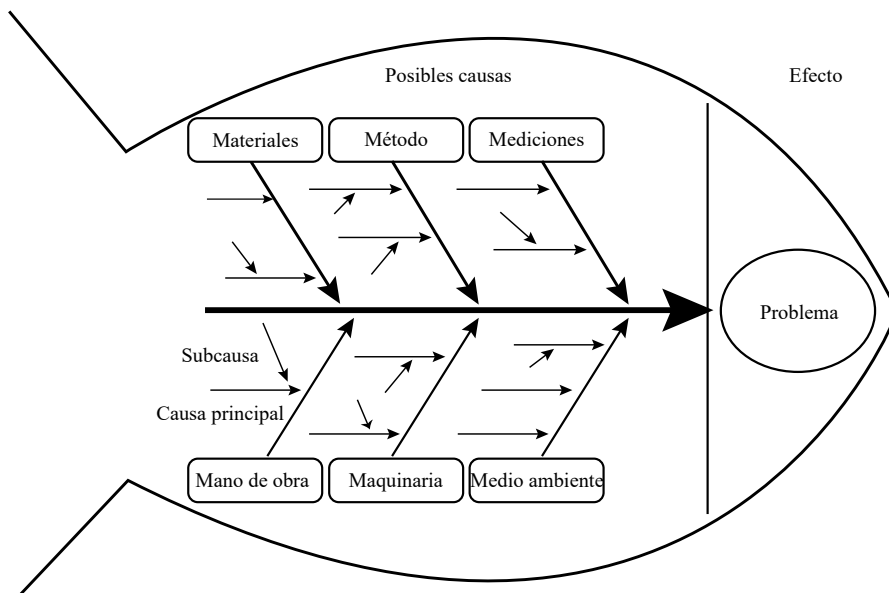 Posibles causas
Efecto
Materiales
Método
Mediciones
Problema
Subcausa
Causa principal
Mano de obra
Maquinaria
Medio ambiente